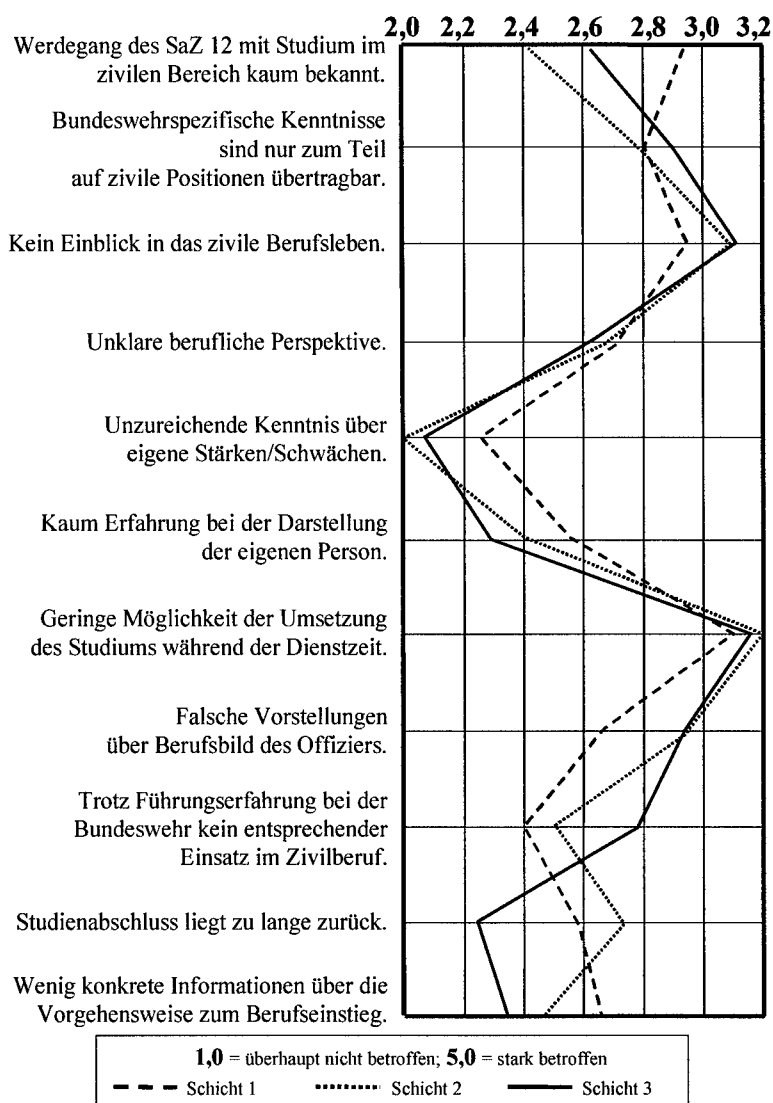 2,0 2,2 2,4 2,6 2,8 3,0 3,2
Werdegang des SaZ 12 mit Studium im
zivilen Bereich kaum bekannt.
Bundeswehrspezifische Kenntnisse
sind nur zum Teil
auf zivile Positionen übertragbar.
Kein Einblick in das zivile Berufsleben.
Unklare berufliche Perspektive.
Unzureichende Kenntnis über
eigene Stärken/Schwächen.
Kaum Erfahrung bei der Darstellung
der eigenen Person.
Geringe Möglichkeit der Umsetzung
des Studiums während der Dienstzeit.
Falsche Vorstellungen
über Berufsbild des Offiziers.
Trotz Führungserfahrung bei der
Bundeswehr kein entsprechender
Einsatz im Zivilberuf.
Studienabschluss liegt zu lange zurück.
Wenig konkrete Informationen über die
Vorgehensweise zum Berufseinstieg.
1,0 = überhaupt nicht betroffen; 5,0 = stark betroffen
Schicht 1 Schicht 2 Schicht 3